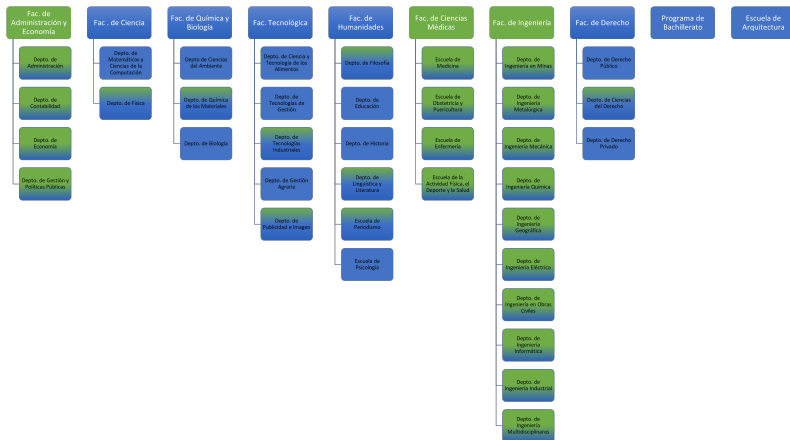 Fac. de
Administración y
Economía
Depto. de
Administración
Depto. de
Contabilidad
Depto. de
Economía
Depto. de Gestión y
Políticas Públicas
Fac . de Ciencia
Depto. de
Matemáticas y
Ciencias de la
Computación
Depto. de Física
Fac. de Química y
Biología
Depto de Ciencias
del Ambiente
Depto. de Química
de los Materiales
Depto. de Biología
Fac. Tecnológica
Depto. de Ciencia y
Tecnología de los
Alimentos
Depto. de
Tecnologías de
Gestión
Depto. de
Tecnologías
Industriales
Depto. de Gestión
Agraria
Depto. de
Publicidad e Imagen
Fac. de
Humanidades
Depto. de Filosofía
Depto. de
Educación
Depto. de Historia
Depto. de
Linguística y
Literatura
Escuela de
Periodismo
Escuela de
Psicología
Fac. de Ciencias
Médicas
Escuela de
Medicina
Escuela de
Obstetricia y
Puericultura
Escuela de
Enfermería
Escuela de la
Actividad Física, el
Deporte y la Salud
Fac. de Ingeniería
Depto. de
Ingeniería en Minas
Depto. de
Ingeniería
Metalúrgica
Depto. de
Ingeniería Mecánica
Depto. de
Ingeniería Química
Depto. de
Ingeniería
Geográfica
Depto. de
Ingeniería Eléctrica
Depto. de
Ingeniería en Obras
Civiles
Depto. de
Ingeniería
Informática
Depto. de
Ingeniería Industrial
Depto. de
Ingeniería
Multidisciplinares
Fac. de Derecho
Depto. de Derecho
Público
Depto. de Ciencias
del Derecho
Depto. de Derecho
Privado
Programa de
Bachillerato
Escuela de
Arquitectura